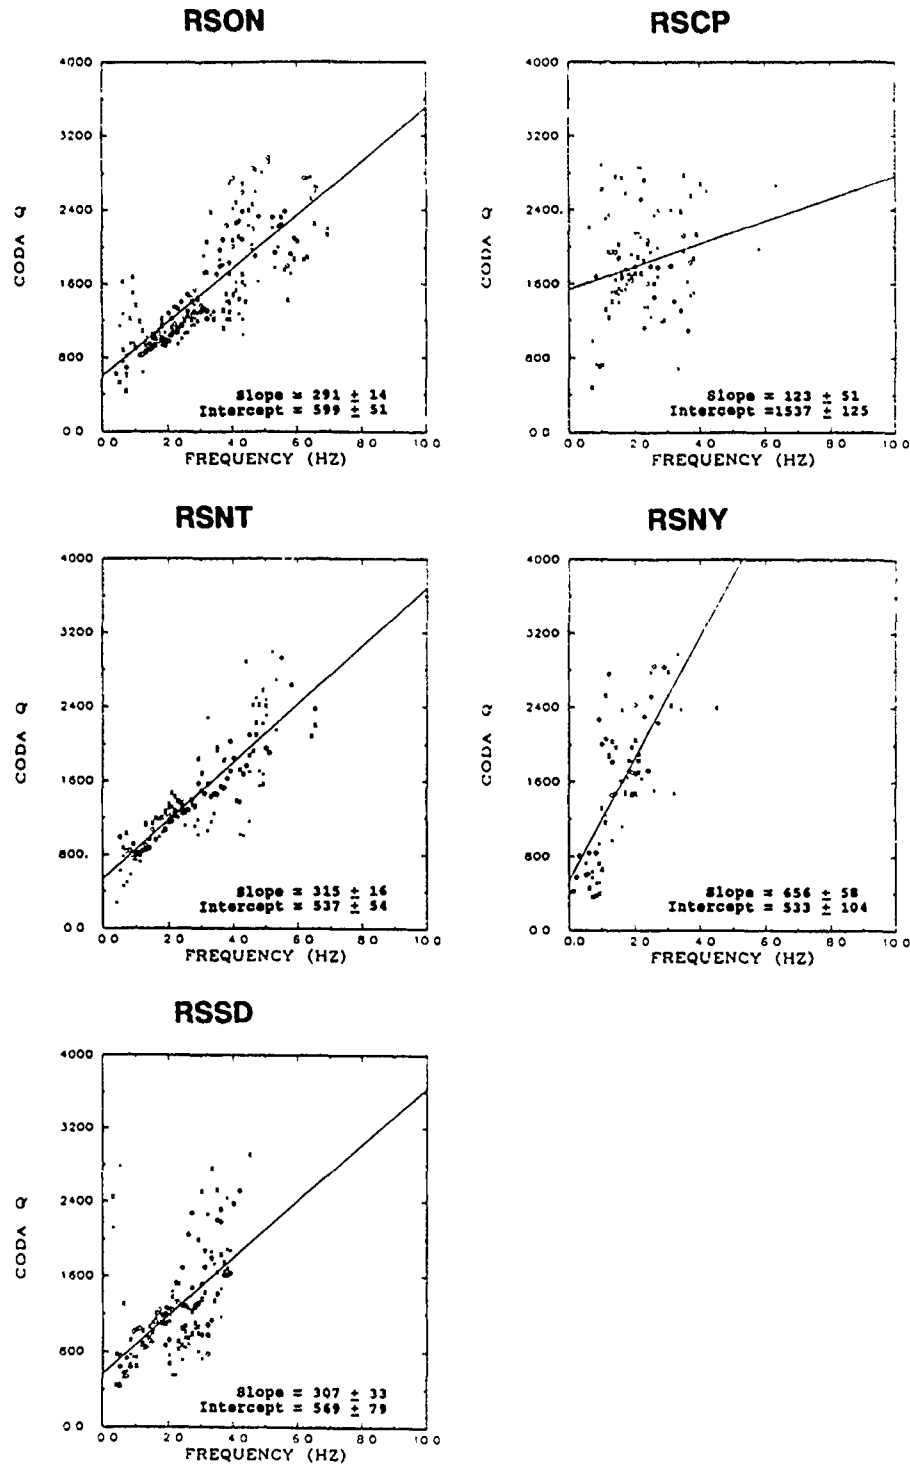 RSON
4000
3200
2400
1600
800
0.0
CODA Q
Slope = 291 ± 14
Intercept = 599 ± 51
0.0 2.0 4.0 6.0 8.0 10.0
FREQUENCY (HZ)
RSCP
4000
3200
2400.
1600
800
0.0
CODA Q
Slope = 123 ± 51
Intercept =1537 ± 125
0.0 2.0 4.0 6.0 8.0 10.0
FREQUENCY (HZ)
RSNT
4000
3200
2400
1600
800.
0.0
CODA Q
Slope = 315 ± 16
Intercept = 537 ± 54
0.0 2.0 4.0 6.0 8.0 10.0
FREQUENCY (HZ)
RSNY
4000
3200
2400
1600
800
0.0
CODA Q
Slope = 656 ± 58
Intercept = 533 ± 104
0.0 2.0 4.0 6.0 8.0 10.0
FREQUENCY (HZ)
RSSD
4000
3200
2400
1600
800
0.0
CODA Q
Slope = 307 ± 33
Intercept = 569 ± 79
0.0 2.0 4.0 6.0 8.0 10.0
FREQUENCY (HZ)